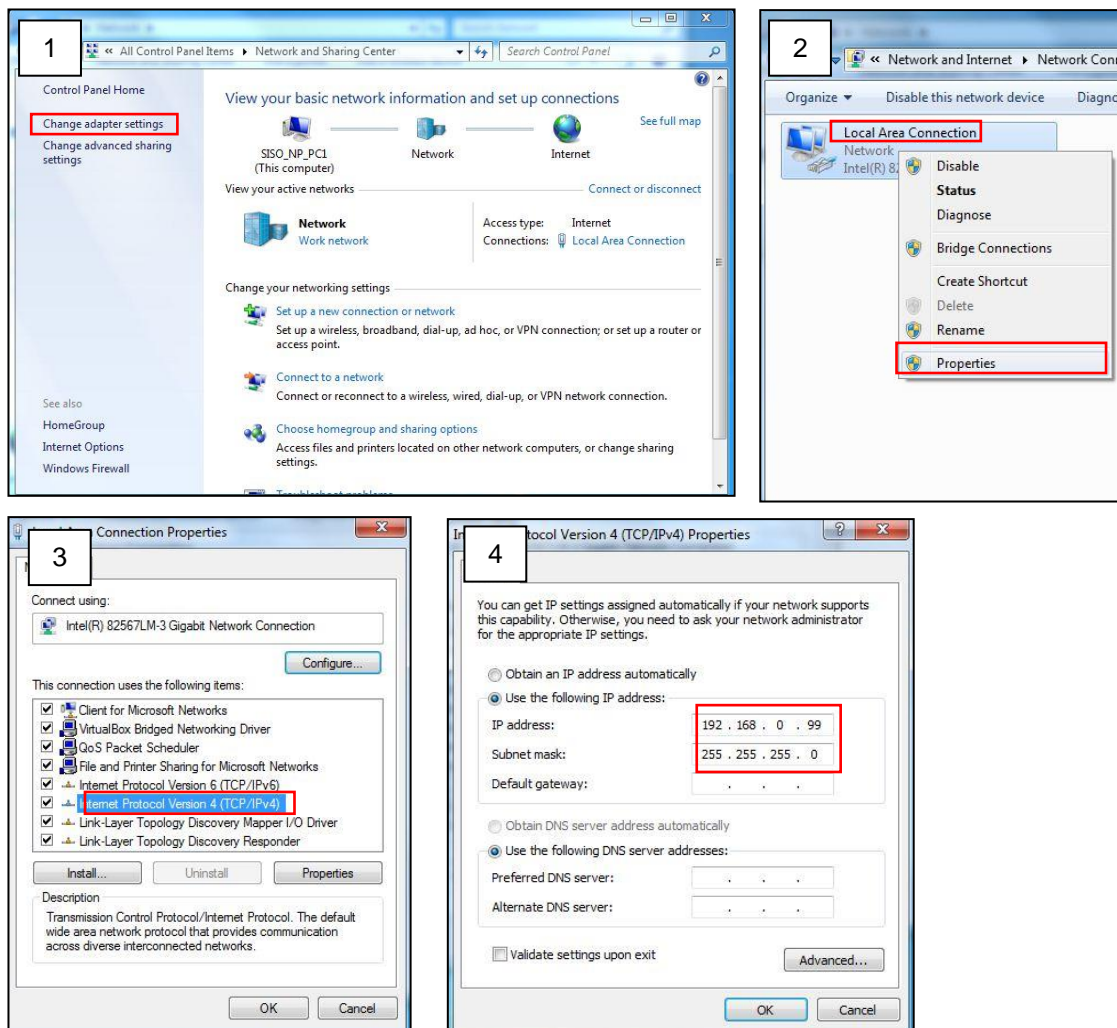 1
« All Control Panel Items ▸ Network and Sharing Center
Search Control Panel
Control Panel Home
Change adapter settings
Change advanced sharing
settings
See also
HomeGroup
Internet Options
Windows Firewall
View your basic network information and set up connections
See full map
SISO_NP_PC1
(This computer)
Network
Internet
View your active networks
Connect or disconnect
Network
Work network
Access type: Internet
Connections: Local Area Connection
Change your networking settings
Set up a new connection or network
Set up a wireless, broadband, dial-up, ad hoc, or VPN connection; or set up a router or
access point.
Connect to a network
Connect or reconnect to a wireless, wired, dial-up, or VPN network connection.
Choose homegroup and sharing options
Access files and printers located on other network computers, or change sharing
settings.
Troubleshoot problems
2
« Network and Internet ▸ Network Conn
Organize Disable this network device Diagno
Local Area Connection
Network
Intel(R) 82
Disable
Status
Diagnose
Bridge Connections
Create Shortcut
Delete
Rename
Properties
3
Connection Properties
Connect using:
Intel(R) 82567LM-3 Gigabit Network Connection
Configure...
This connection uses the following items:
Client for Microsoft Networks
VirtualBox Bridged Networking Driver
QoS Packet Scheduler
File and Printer Sharing for Microsoft Networks
Internet Protocol Version 6 (TCP/IPv6)
Internet Protocol Version 4 (TCP/IPv4)
Link-Layer Topology Discovery Mapper I/O Driver
Link-Layer Topology Discovery Responder
Install... Uninstall Properties
Description
Transmission Control Protocol/Internet Protocol. The default
wide area network protocol that provides communication
across diverse interconnected networks.
OK Cancel
4
In tocol Version 4 (TCP/IPv4) Properties
You can get IP settings assigned automatically if your network supports
this capability. Otherwise, you need to ask your network administrator
for the appropriate IP settings.
Obtain an IP address automatically
Use the following IP address:
IP address: 192 . 168 . 0 . 99
Subnet mask: 255 . 255 . 255 . 0
Default gateway: . . .
Obtain DNS server address automatically
Use the following DNS server addresses:
Preferred DNS server: . . .
Alternate DNS server: . . .
Validate settings upon exit
Advanced...
OK Cancel